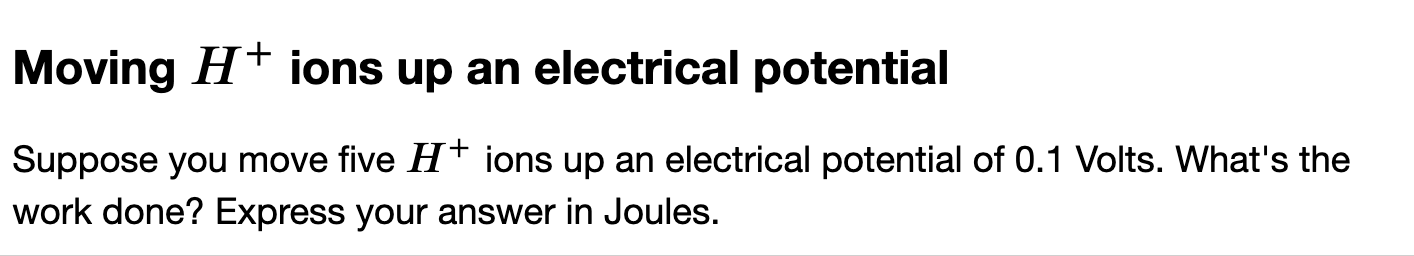 Moving H⁺ ions up an electrical potential
Suppose you move five H⁺ ions up an electrical potential of 0.1 Volts. What's the
work done? Express your answer in Joules.